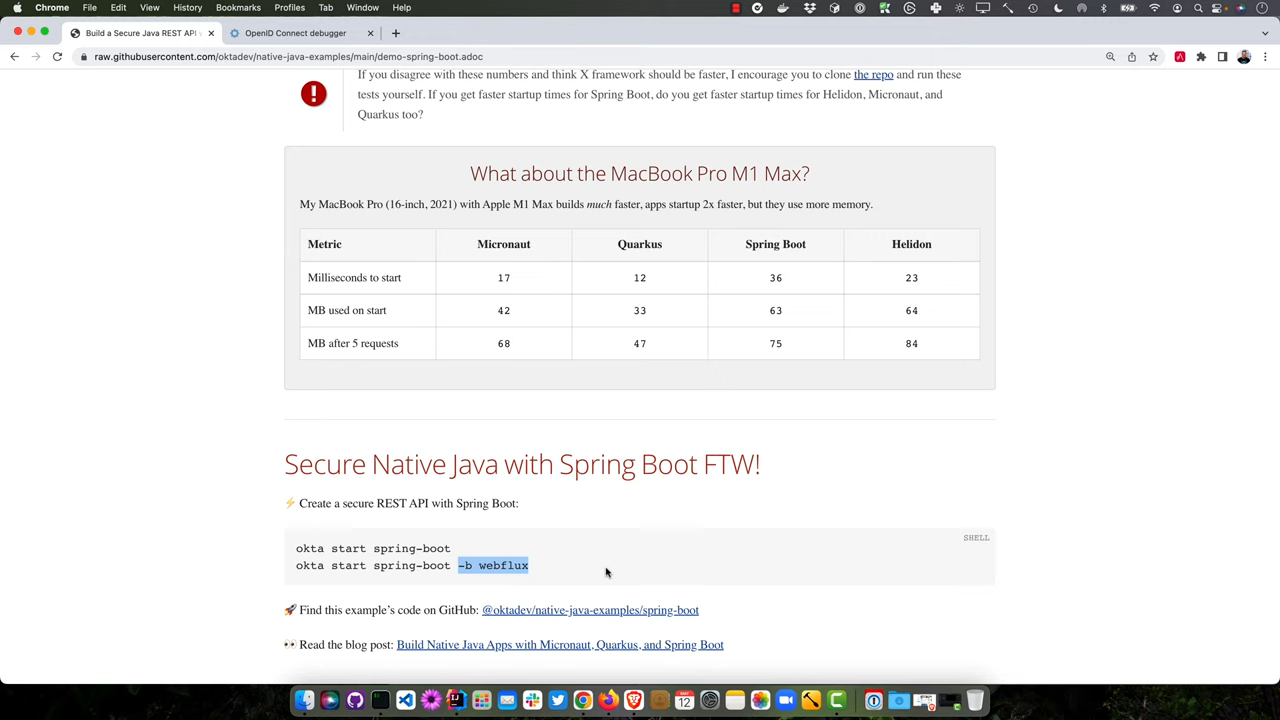 Chrome File Edit View History Bookmarks Profiles Tab Window Help
Build a Secure Java REST API
OpenID Connect debugger
raw.githubusercontent.com/oktadev/native-java-examples/main/demo-spring-boot.adoc
If you disagree with these numbers and think X framework should be faster, I encourage you to clone the repo and run these
tests yourself. If you get faster startup times for Spring Boot, do you get faster startup times for Helidon, Micronaut, and
Quarkus too?
What about the MacBook Pro M1 Max?
My MacBook Pro (16-inch, 2021) with Apple M1 Max builds much faster, apps startup 2x faster, but they use more memory.
Metric Micronaut Quarkus Spring Boot Helidon
Milliseconds to start 17 12 36 23
MB used on start 42 33 63 64
MB after 5 requests 68 47 75 84
Secure Native Java with Spring Boot FTW!
⚡ Create a secure REST API with Spring Boot:
SHELL
okta start spring-boot
okta start spring-boot -b webflux
🚀 Find this example’s code on GitHub: @oktadev/native-java-examples/spring-boot
👀 Read the blog post: Build Native Java Apps with Micronaut, Quarkus, and Spring Boot
12